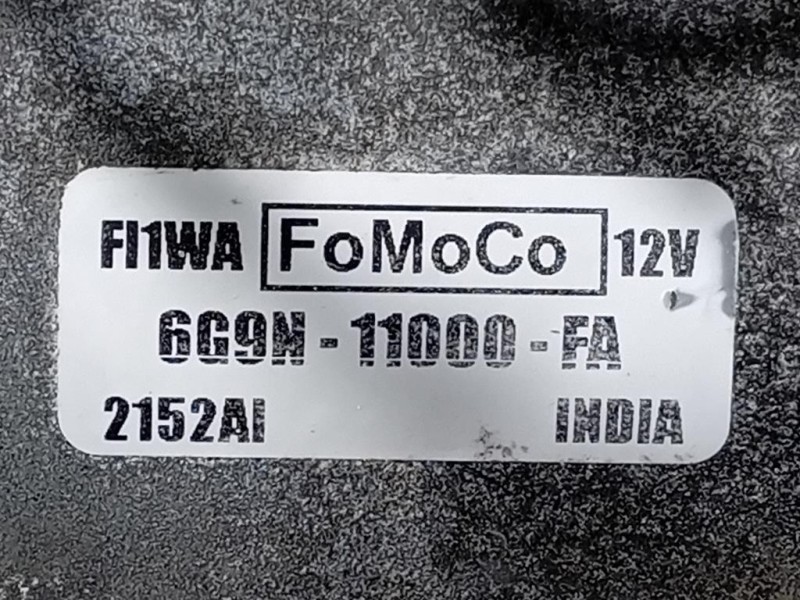 FI1WA FoMoCo 12V
6G9N-11000-FA
2152AI INDIA